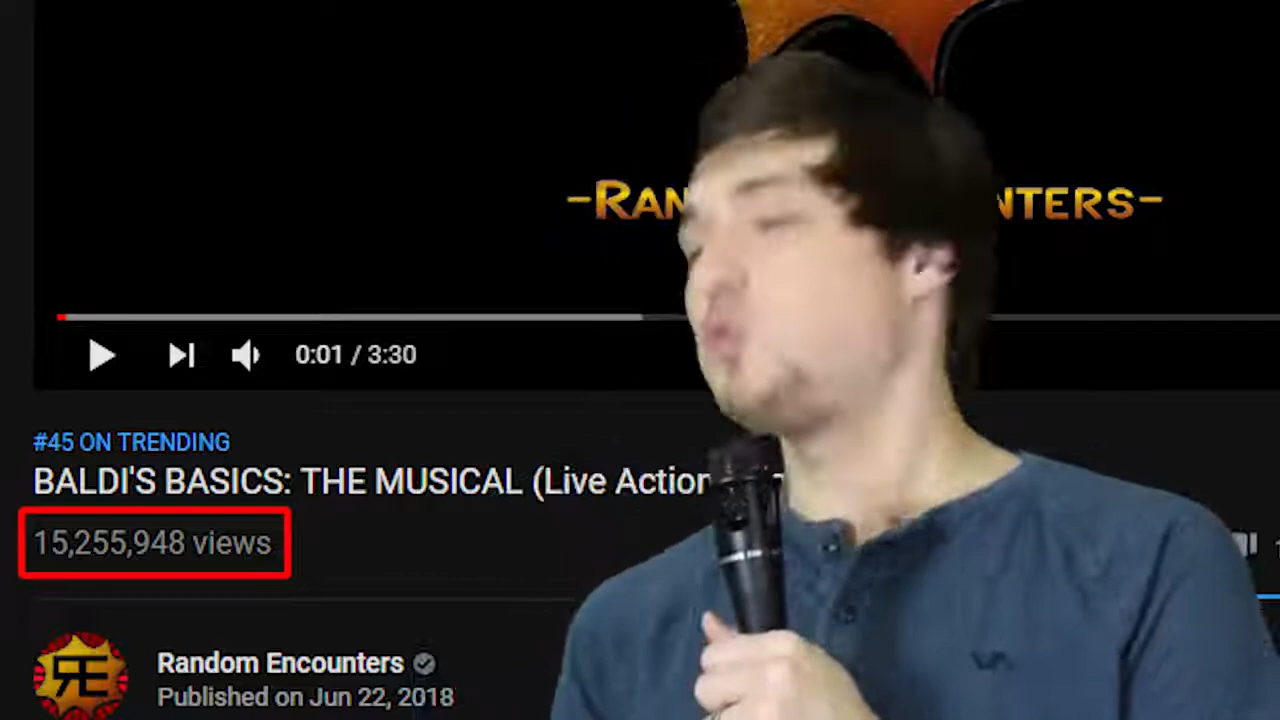 -RAN NTERS-
0:01 / 3:30
#45 ON TRENDING
BALDI'S BASICS: THE MUSICAL (Live Action
15,255,948 views
RE
Random Encounters
Published on Jun 22, 2018